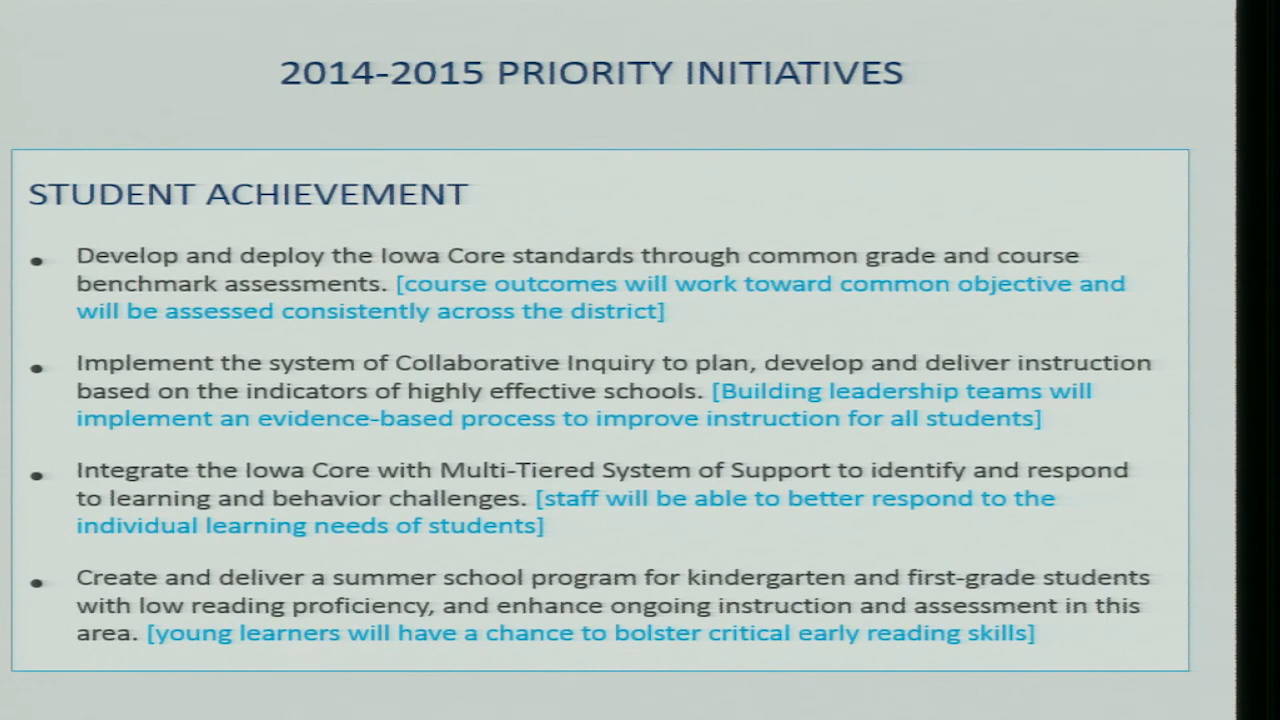 2014-2015 PRIORITY INITIATIVES
STUDENT ACHIEVEMENT
• Develop and deploy the Iowa Core standards through common grade and course
benchmark assessments. [course outcomes will work toward common objective and
will be assessed consistently across the district]
• Implement the system of Collaborative Inquiry to plan, develop and deliver instruction
based on the indicators of highly effective schools. [Building leadership teams will
implement an evidence-based process to improve instruction for all students]
• Integrate the Iowa Core with Multi-Tiered System of Support to identify and respond
to learning and behavior challenges. [staff will be able to better respond to the
individual learning needs of students]
• Create and deliver a summer school program for kindergarten and first-grade students
with low reading proficiency, and enhance ongoing instruction and assessment in this
area. [young learners will have a chance to bolster critical early reading skills]